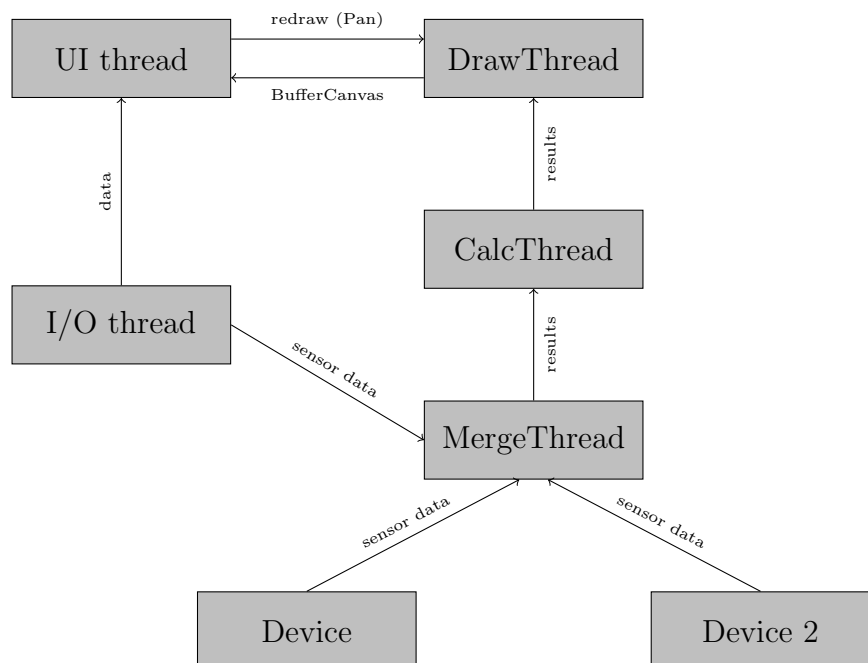 redraw (Pan)
UI thread
DrawThread
BufferCanvas
data
results
CalcThread
I/O thread
sensor data
results
MergeThread
sensor data
sensor data
Device
Device 2